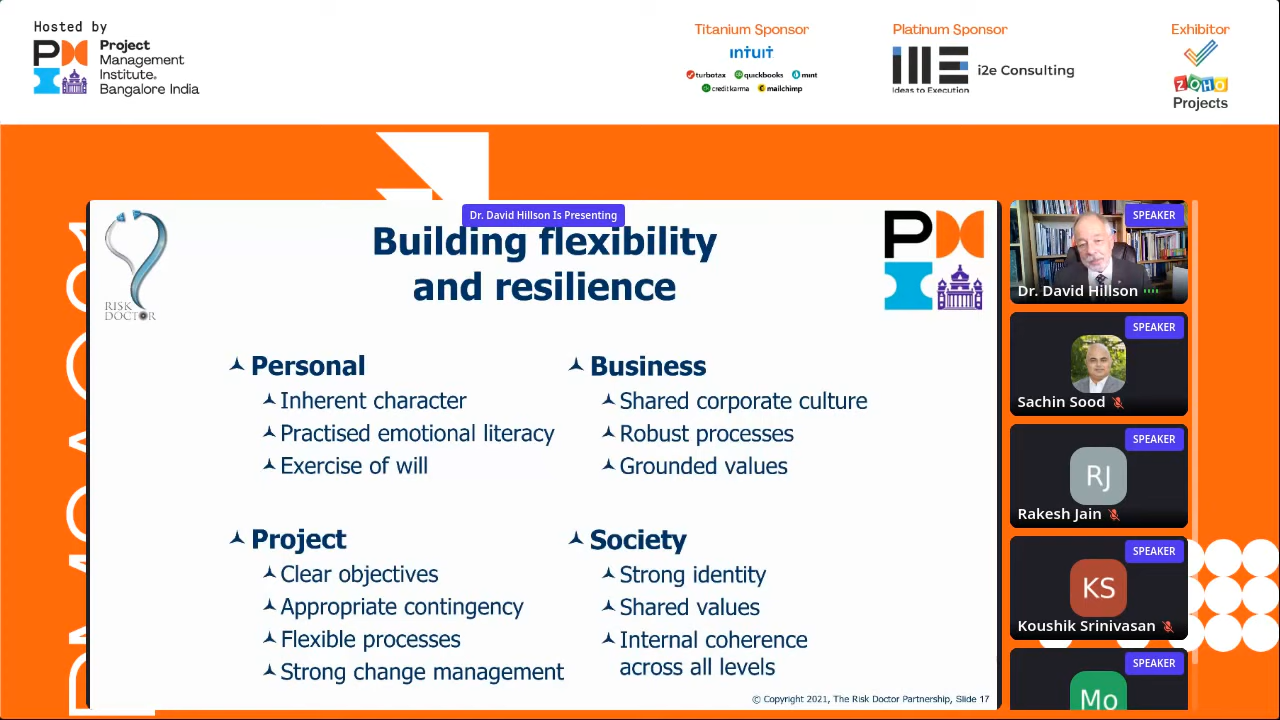 Hosted by
Project
Management
Institute.
Bangalore India
Titanium Sponsor
INTUIT
turbotax quickbooks mint
creditkarma mailchimp
Platinum Sponsor
i2e Consulting
Ideas to Execution
Exhibitor
ZOHO
Projects
Dr. David Hillson Is Presenting
RISK
DOCTOR
Building flexibility
and resilience
Personal
Inherent character
Practised emotional literacy
Exercise of will
Business
Shared corporate culture
Robust processes
Grounded values
Project
Clear objectives
Appropriate contingency
Flexible processes
Strong change management
Society
Strong identity
Shared values
Internal coherence
across all levels
© Copyright 2021, The Risk Doctor Partnership, Slide 17
SPEAKER
Dr. David Hillson
SPEAKER
Sachin Sood
SPEAKER
RJ
Rakesh Jain
SPEAKER
KS
Koushik Srinivasan
SPEAKER
Mo